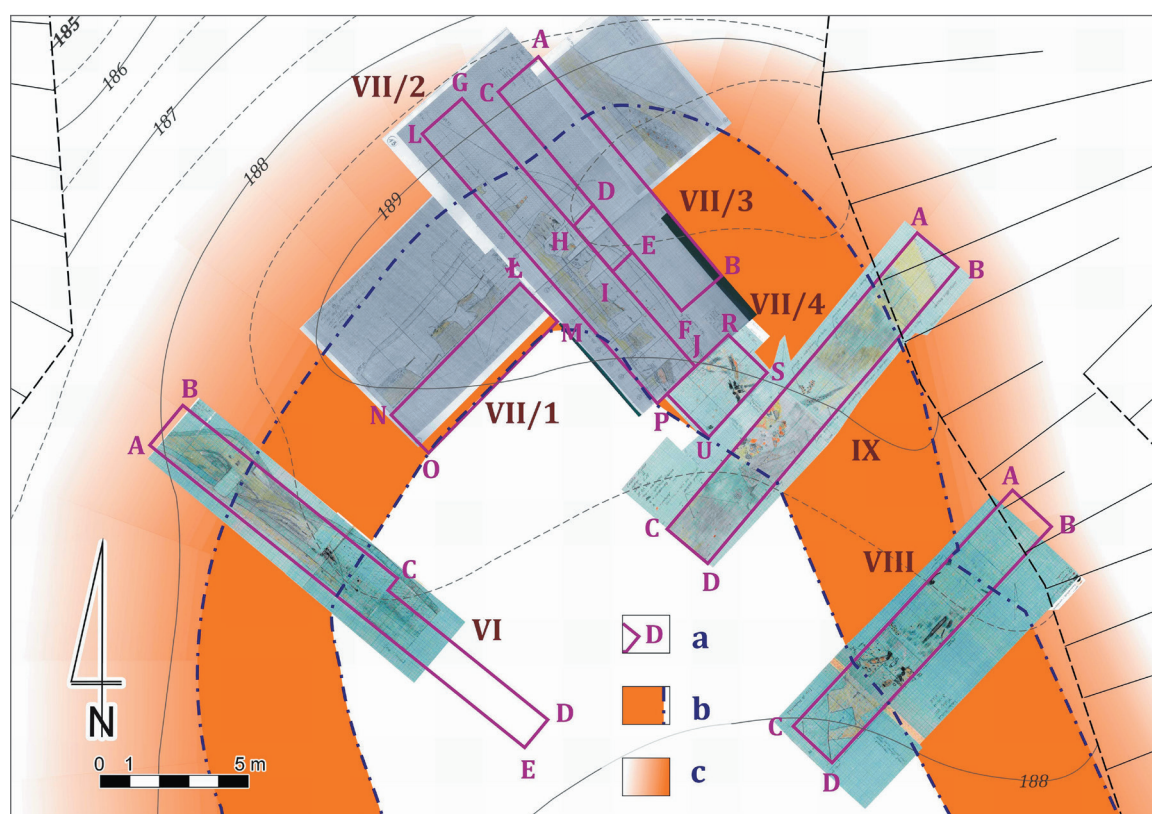 185
186
187
188
189
VII/2
A
G
C
L
D
VII/3
H
E
B
A
B
I
Ł
VII/4
F
R
M
J
S
P
N
VII/1
U
O
B
A
IX
C
D
A
B
VIII
C
VI
D
E
D
a
b
c
C
D
188
N
0 1 5 m